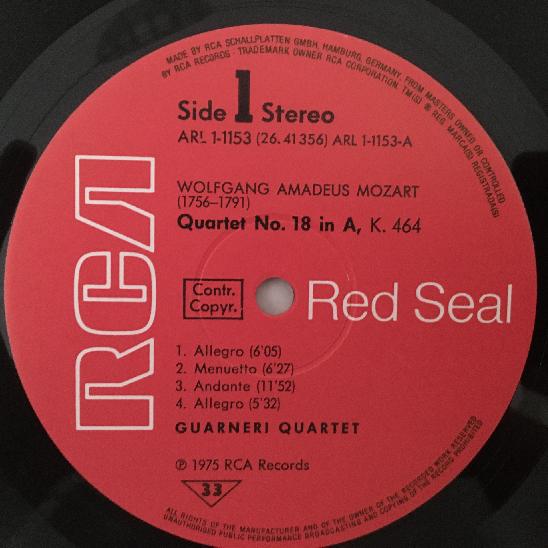 MADE BY RCA SCHALLPLATTEN GMBH, HAMBURG, GERMANY, FROM MASTERS OWNED OR CONTROLLED
BY RCA RECORDS · TRADEMARK OWNER RCA CORPORATION. TM(S) ® REG. MARCA(S) REGISTRADA(S)
Side 1 Stereo
ARL 1-1153 (26.41356) ARL 1-1153-A
WOLFGANG AMADEUS MOZART
(1756–1791)
Quartet No. 18 in A, K. 464
RCA
Contr.
Copyr.
Red Seal
1. Allegro (6'05)
2. Menuetto (6'27)
3. Andante (11'52)
4. Allegro (5'32)
GUARNERI QUARTET
℗ 1975 RCA Records
33
ALL RIGHTS OF THE MANUFACTURER AND OF THE OWNER OF THE RECORDED WORK RESERVED
UNAUTHORISED PUBLIC PERFORMANCE BROADCASTING AND COPYING OF THE RECORD PROHIBITED